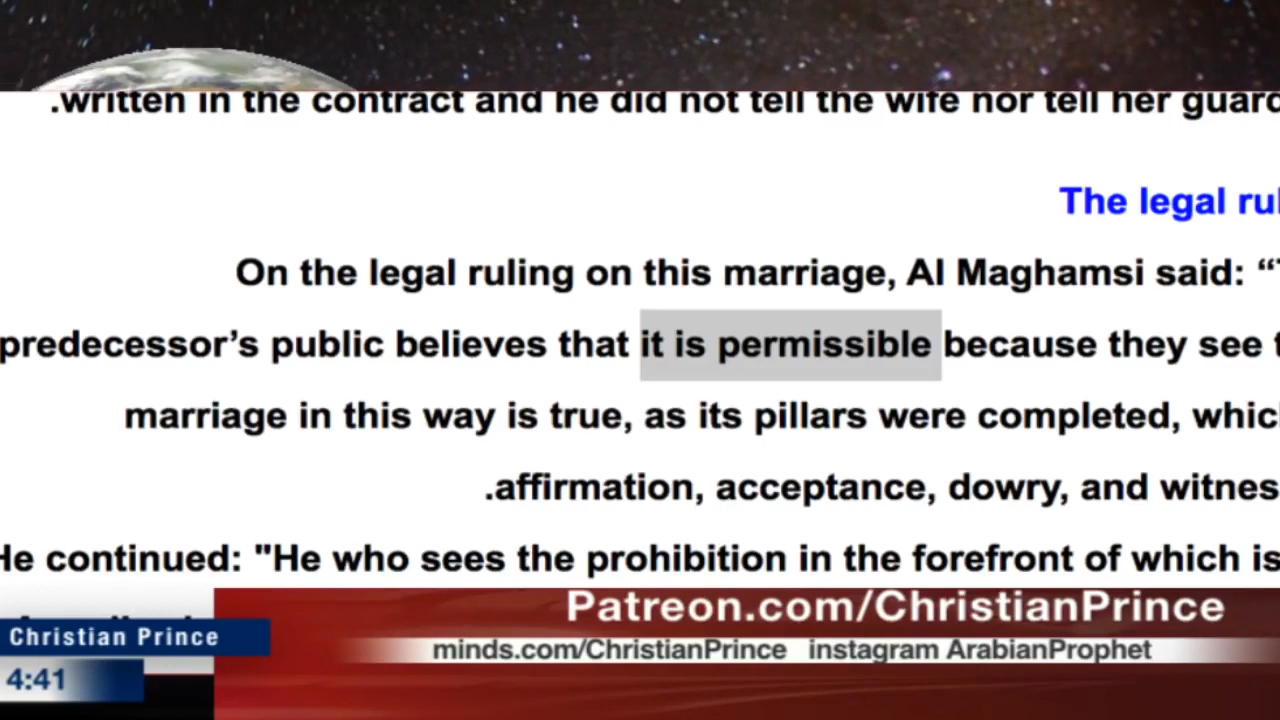 .written in the contract and he did not tell the wife nor tell her
The legal
On the legal ruling on this marriage, Al Maghamsi said: “
predecessor’s public believes that it is permissible because they see
marriage in this way is true, as its pillars were completed,
.affirmation, acceptance, dowry, and
He continued: "He who sees the prohibition in the forefront of which is
Patreon.com/ChristianPrince
Christian Prince
minds.com/ChristianPrince instagram ArabianProphet
4:41